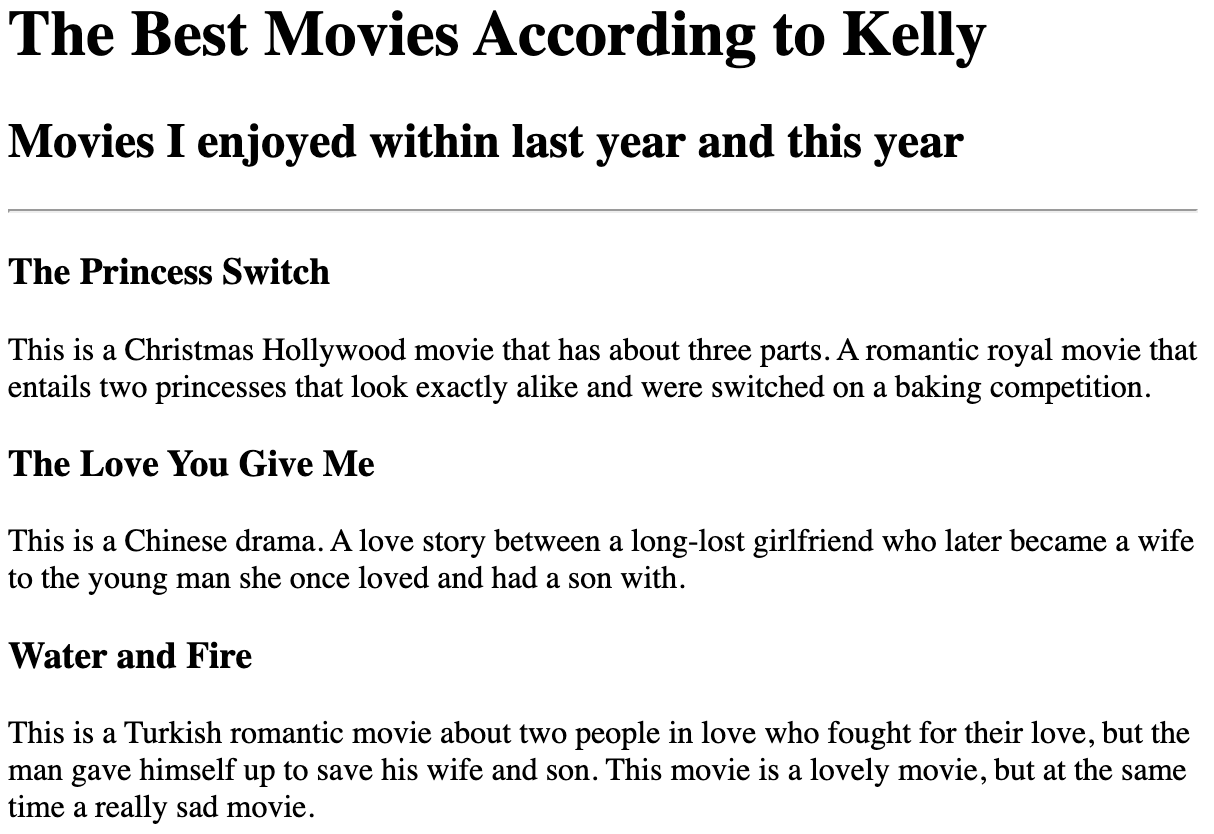 The Best Movies According to Kelly
Movies I enjoyed within last year and this year
The Princess Switch
This is a Christmas Hollywood movie that has about three parts. A romantic royal movie that
entails two princesses that look exactly alike and were switched on a baking competition.
The Love You Give Me
This is a Chinese drama. A love story between a long-lost girlfriend who later became a wife
to the young man she once loved and had a son with.
Water and Fire
This is a Turkish romantic movie about two people in love who fought for their love, but the
man gave himself up to save his wife and son. This movie is a lovely movie, but at the same
time a really sad movie.